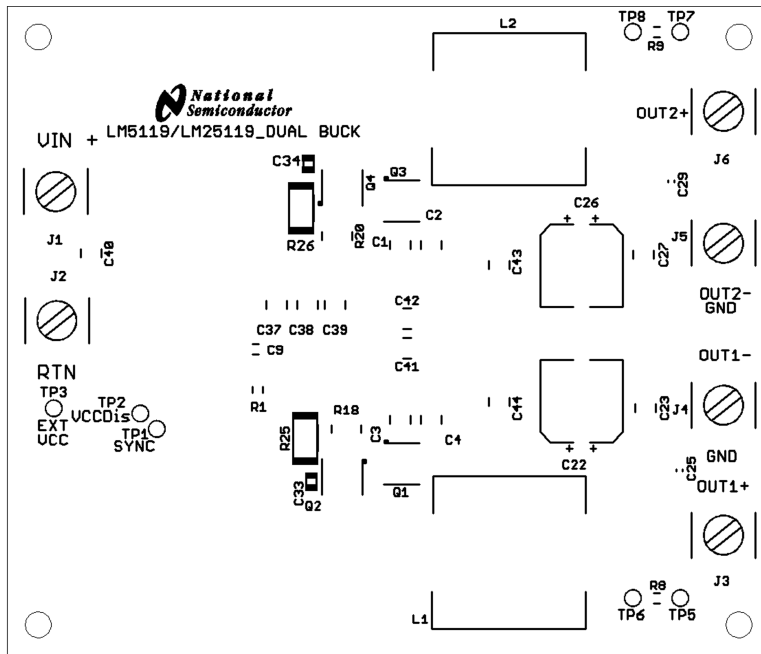 TP8 TP7
R9
L2
National
Semiconductor
LM5119/LM25119_DUAL BUCK
VIN +
OUT2+
J6
C34
Q4
Q3
C29
C26
R26
R20
C1
C2
J1
C40
J2
C43
C27
J5
OUT2-
GND
C42
C37 C38 C39
C9
C41
OUT1-
RTN
TP3
EXT
VCC
TP2
VCCDis
TP1
SYNC
R1
R18
R25
C3
C4
C44
C23
J4
GND
C22
C25
OUT1+
C33
Q2
Q1
J3
L1
R8
TP6 TP5